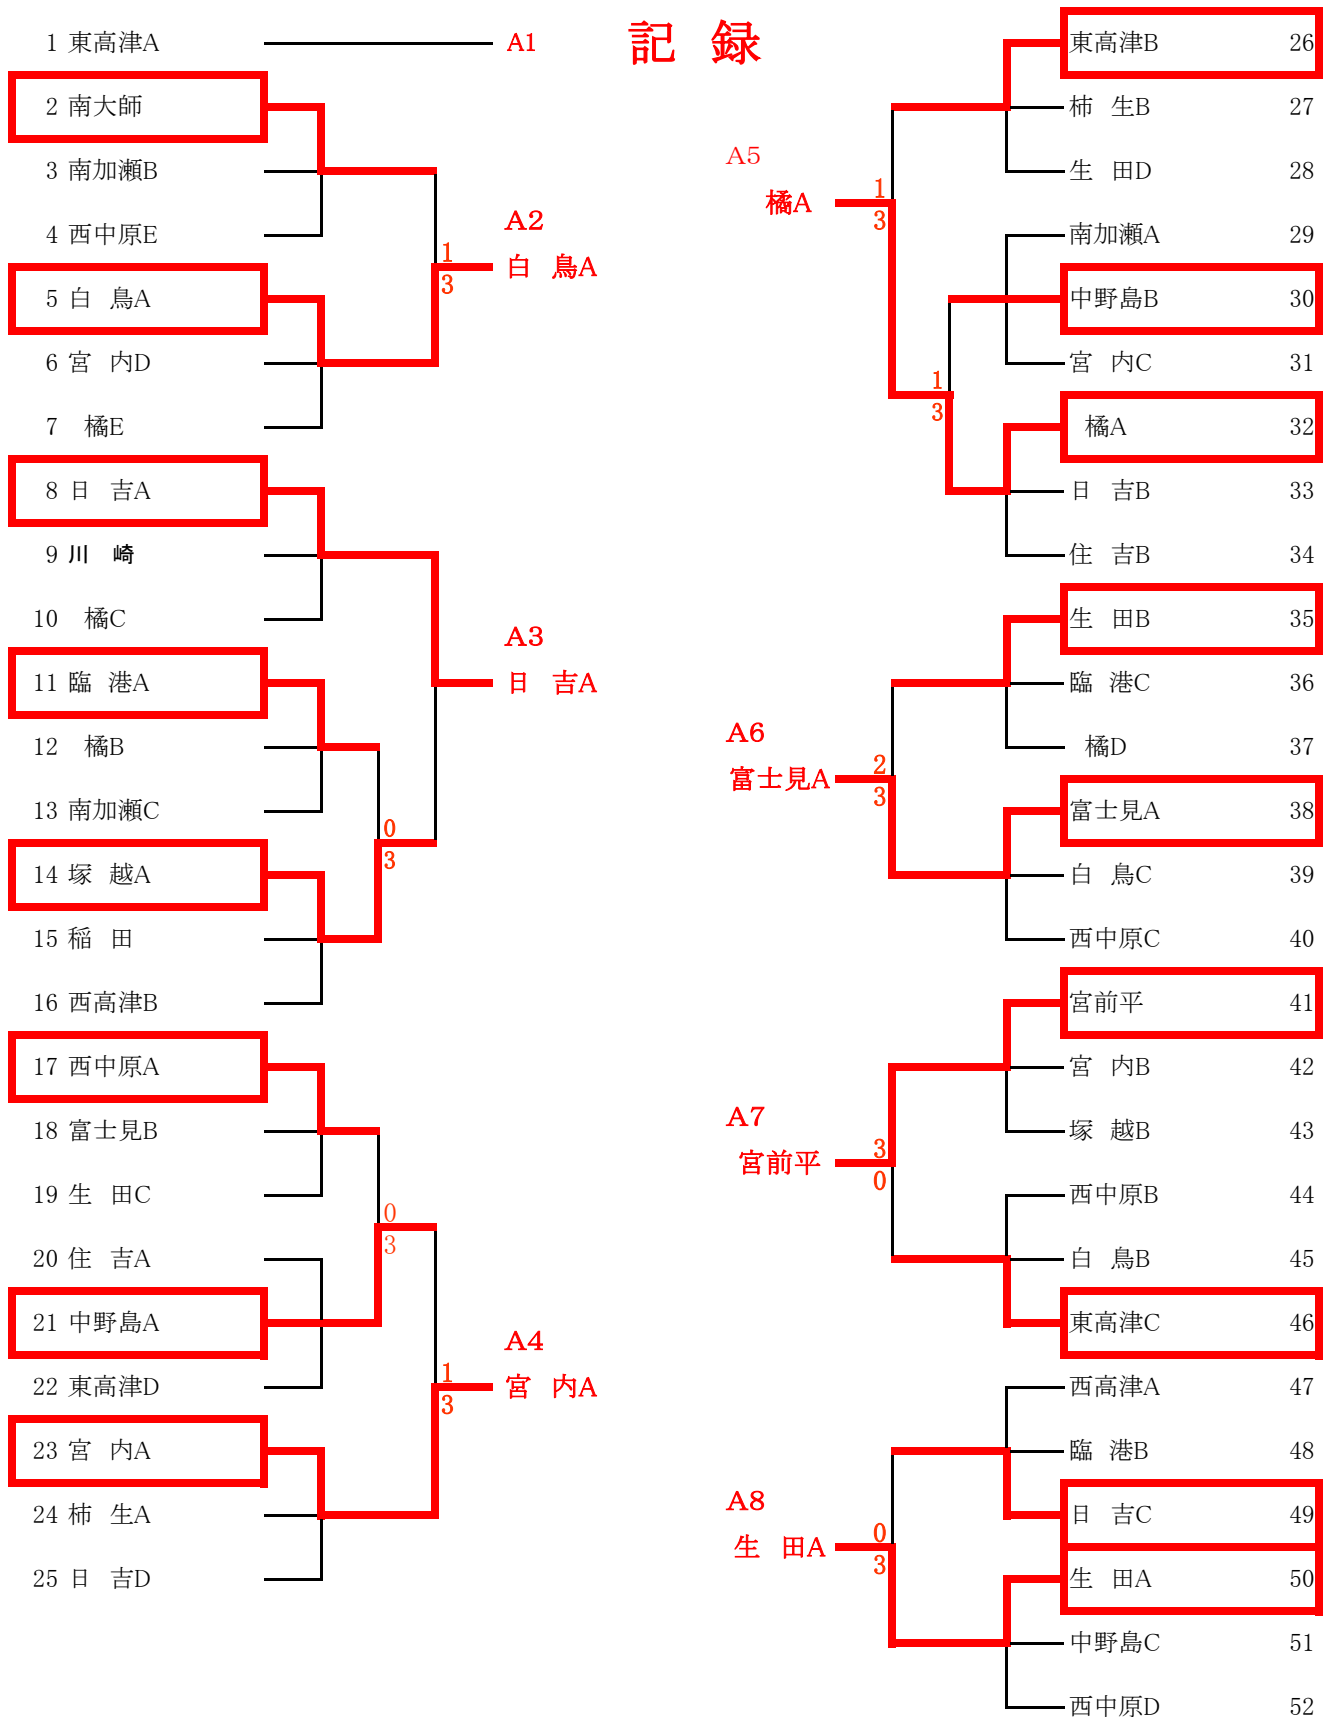 記 録
1 東高津A
A1
2 南大師
3 南加瀬B
4 西中原E
A2
1
白 鳥A
3
5 白 鳥A
6 宮 内D
7 橘E
8 日 吉A
9 川 崎
10 橘C
A3
日 吉A
11 臨 港A
12 橘B
13 南加瀬C
0
3
14 塚 越A
15 稲 田
16 西高津B
17 西中原A
18 富士見B
19 生 田C
0
3
20 住 吉A
21 中野島A
A4
1
宮 内A
3
22 東高津D
23 宮 内A
24 柿 生A
25 日 吉D
東高津B 26
柿 生B 27
A5
生 田D 28
1
橘A
3
南加瀬A 29
中野島B 30
宮 内C 31
1
3
橘A 32
日 吉B 33
住 吉B 34
生 田B 35
臨 港C 36
A6
橘D 37
2
富士見A
3
富士見A 38
白 鳥C 39
西中原C 40
宮前平 41
宮 内B 42
A7
塚 越B 43
3
宮前平
0
西中原B 44
白 鳥B 45
東高津C 46
西高津A 47
臨 港B 48
A8
日 吉C 49
0
生 田A
3
生 田A 50
中野島C 51
西中原D 52